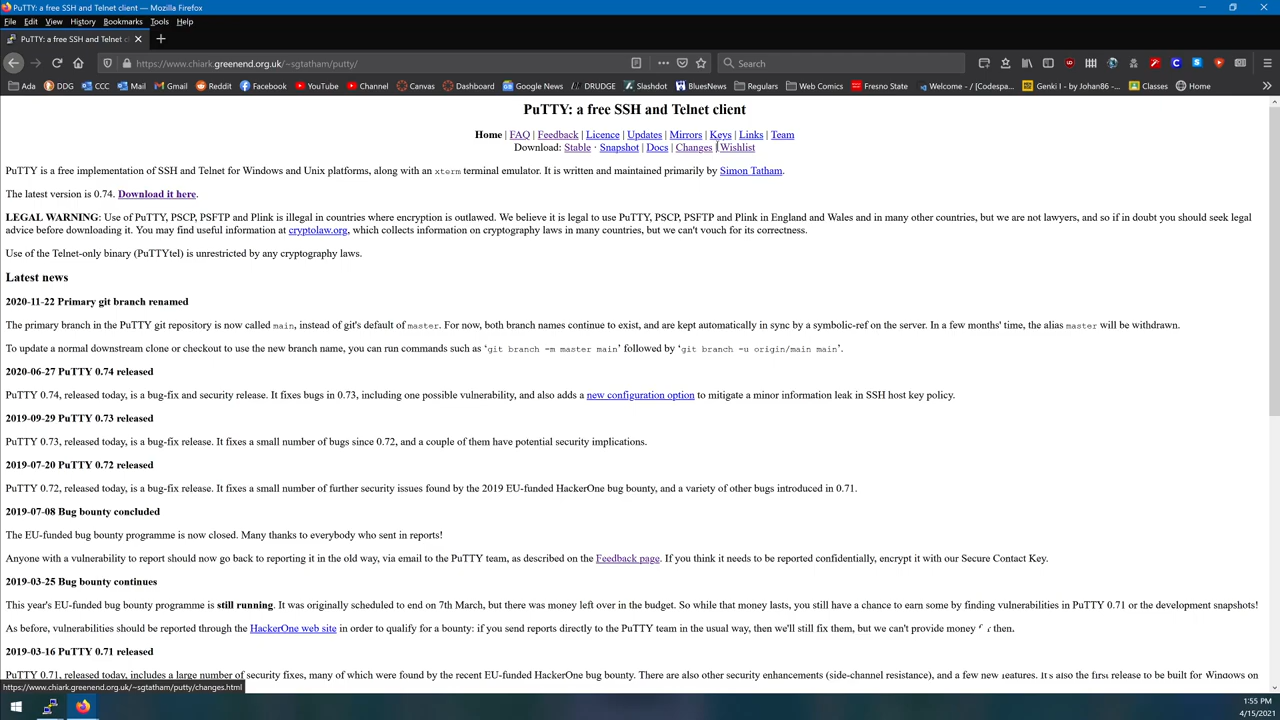 PuTTY: a free SSH and Telnet client - Mozilla Firefox
File Edit View History Bookmarks Tools Help
PuTTY: a free SSH and Telnet cli
https://www.chiark.greenend.org.uk/~sgtatham/putty/
Search
Ada DDG CCC Mail Gmail Reddit Facebook YouTube Channel Canvas Dashboard Google News DRUDGE Slashdot BluesNews Regulars Web Comics Fresno State Welcome - / [Codespa... Genki I - by Johan86 -...
PuTTY: a free SSH and Telnet client
Home | FAQ | Feedback | Licence | Updates | Mirrors | Keys | Links | Team
Download: Stable · Snapshot | Docs | Changes | Wishlist
PuTTY is a free implementation of SSH and Telnet for Windows and Unix platforms, along with an xterm terminal emulator. It is written and maintained primarily by Simon Tatham.
The latest version is 0.74. Download it here.
LEGAL WARNING: Use of PuTTY, PSCP, PSFTP and Plink is illegal in countries where encryption is outlawed. We believe it is legal to use PuTTY, PSCP, PSFTP and Plink in England and Wales and in many other countries, but we are not lawyers, and so if in doubt you should seek legal
advice before downloading it. You may find useful information at cryptolaw.org, which collects information on cryptography laws in many countries, but we can't vouch for its correctness.
Use of the Telnet-only binary (PuTTYtel) is unrestricted by any cryptography laws.
Latest news
2020-11-22 Primary git branch renamed
The primary branch in the PuTTY git repository is now called main, instead of git's default of master. For now, both branch names continue to exist, and are kept automatically in sync by a symbolic-ref on the server. In a few months' time, the alias master will be withdrawn.
To update a normal downstream clone or checkout to use the new branch name, you can run commands such as ‘git branch -m master main’ followed by ‘git branch -u origin/main main’.
2020-06-27 PuTTY 0.74 released
PuTTY 0.74, released today, is a bug-fix and security release. It fixes bugs in 0.73, including one possible vulnerability, and also adds a new configuration option to mitigate a minor information leak in SSH host key policy.
2019-09-29 PuTTY 0.73 released
PuTTY 0.73, released today, is a bug-fix release. It fixes a small number of bugs since 0.72, and a couple of them have potential security implications.
2019-07-20 PuTTY 0.72 released
PuTTY 0.72, released today, is a bug-fix release. It fixes a small number of further security issues found by the 2019 EU-funded HackerOne bug bounty, and a variety of other bugs introduced in 0.71.
2019-07-08 Bug bounty concluded
The EU-funded bug bounty programme is now closed. Many thanks to everybody who sent in reports!
Anyone with a vulnerability to report should now go back to reporting it in the old way, via email to the PuTTY team, as described on the Feedback page. If you think it needs to be reported confidentially, encrypt it with our Secure Contact Key.
2019-03-25 Bug bounty continues
This year's EU-funded bug bounty programme is still running. It was originally scheduled to end on 7th March, but there was money left over in the budget. So while that money lasts, you still have a chance to earn some by finding vulnerabilities in PuTTY 0.71 or the development snapshots!
As before, vulnerabilities should be reported through the HackerOne web site in order to qualify for a bounty: if you send reports directly to the PuTTY team in the usual way, then we'll still fix them, but we can't provide money then.
2019-03-16 PuTTY 0.71 released
PuTTY 0.71, released today, includes a large number of security fixes, many of which were found by the recent EU-funded HackerOne bug bounty. There are also other security enhancements (side-channel resistance), and a few new features. It's also the first release to be built for Windows on
https://www.chiark.greenend.org.uk/~sgtatham/putty/changes.html
1:55 PM
4/15/2021